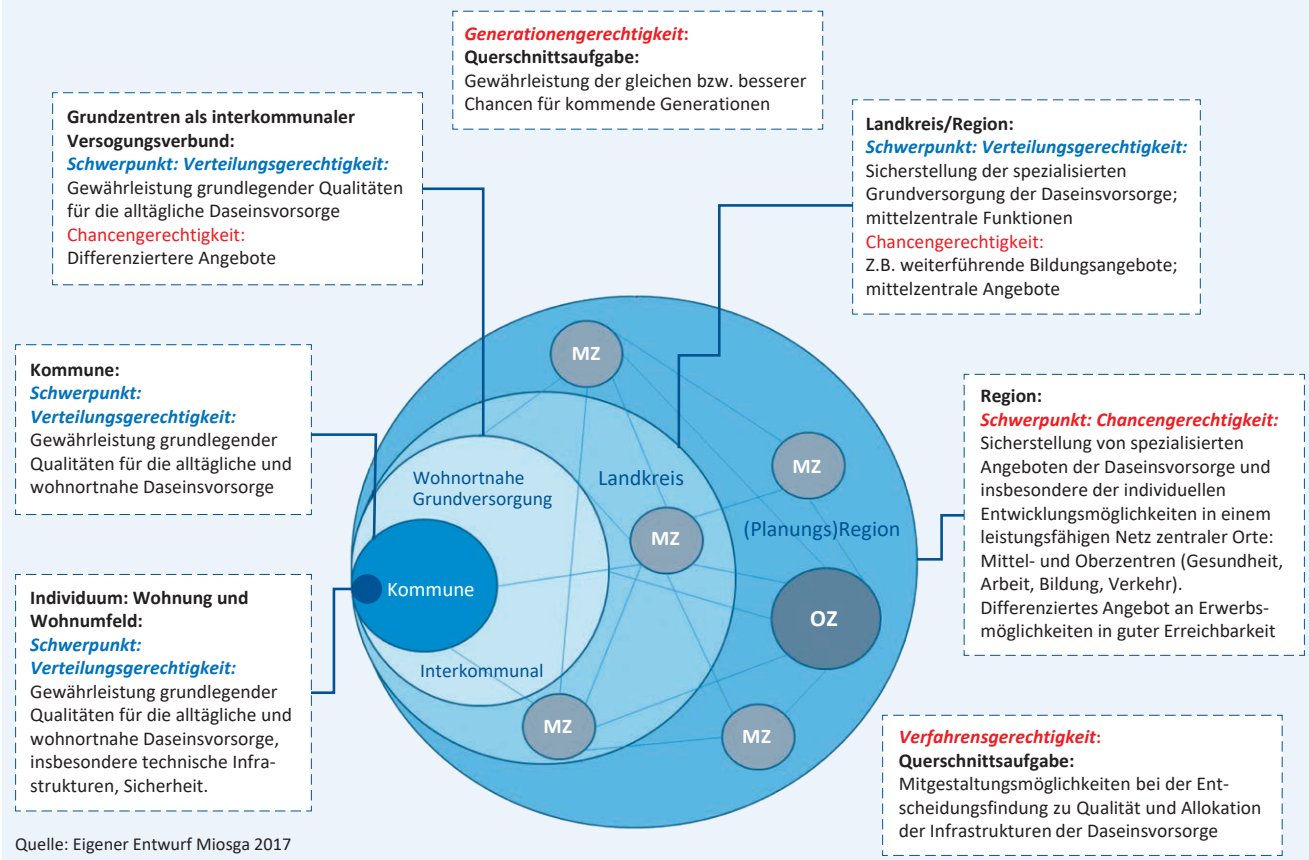 Generationengerechtigkeit:
Querschnittsaufgabe:
Gewährleistung der gleichen bzw. besserer
Chancen für kommende Generationen
Grundzentren als interkommunaler
Versogungsverbund:
Schwerpunkt: Verteilungsgerechtigkeit:
Gewährleistung grundlegender Qualitäten
für die alltägliche Daseinsvorsorge
Chancengerechtigkeit:
Differenziertere Angebote
Landkreis/Region:
Schwerpunkt: Verteilungsgerechtigkeit:
Sicherstellung der spezialisierten
Grundversorgung der Daseinsvorsorge;
mittelzentrale Funktionen
Chancengerechtigkeit:
Z.B. weiterführende Bildungsangebote;
mittelzentrale Angebote
Kommune:
Schwerpunkt:
Verteilungsgerechtigkeit:
Gewährleistung grundlegender
Qualitäten für die alltägliche und
wohnortnahe Daseinsvorsorge
Individuum: Wohnung und
Wohnumfeld:
Schwerpunkt:
Verteilungsgerechtigkeit:
Gewährleistung grundlegender
Qualitäten für die alltägliche und
wohnortnahe Daseinsvorsorge,
insbesondere technische Infra-
strukturen, Sicherheit.
MZ
MZ
Wohnortnahe
Grundversorgung
Landkreis
MZ
(Planungs)Region
Kommune
OZ
Interkommunal
MZ
MZ
Region:
Schwerpunkt: Chancengerechtigkeit:
Sicherstellung von spezialisierten
Angeboten der Daseinsvorsorge und
insbesondere der individuellen
Entwicklungsmöglichkeiten in einem
leistungsfähigen Netz zentraler Orte:
Mittel- und Oberzentren (Gesundheit,
Arbeit, Bildung, Verkehr).
Differenziertes Angebot an Erwerbs-
möglichkeiten in guter Erreichbarkeit
Verfahrensgerechtigkeit:
Querschnittsaufgabe:
Mitgestaltungsmöglichkeiten bei der Ent-
scheidungsfindung zu Qualität und Allokation
der Infrastrukturen der Daseinsvorsorge
Quelle: Eigener Entwurf Miosga 2017